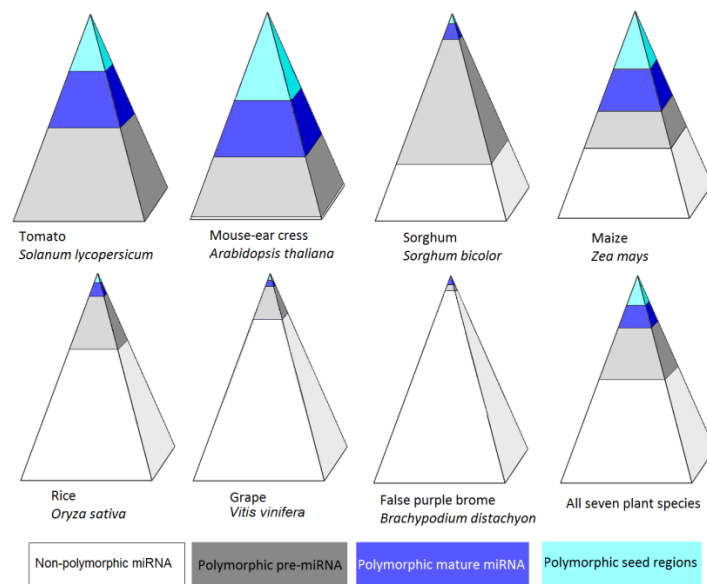 Tomato
Solanum lycopersicum
Mouse-ear cress
Arabidopsis thaliana
Sorghum
Sorghum bicolor
Maize
Zea mays
Rice
Oryza sativa
Grape
Vitis vinifera
False purple brome
Brachypodium distachyon
All seven plant species
Non-polymorphic miRNA
Polymorphic pre-miRNA
Polymorphic mature miRNA
Polymorphic seed regions